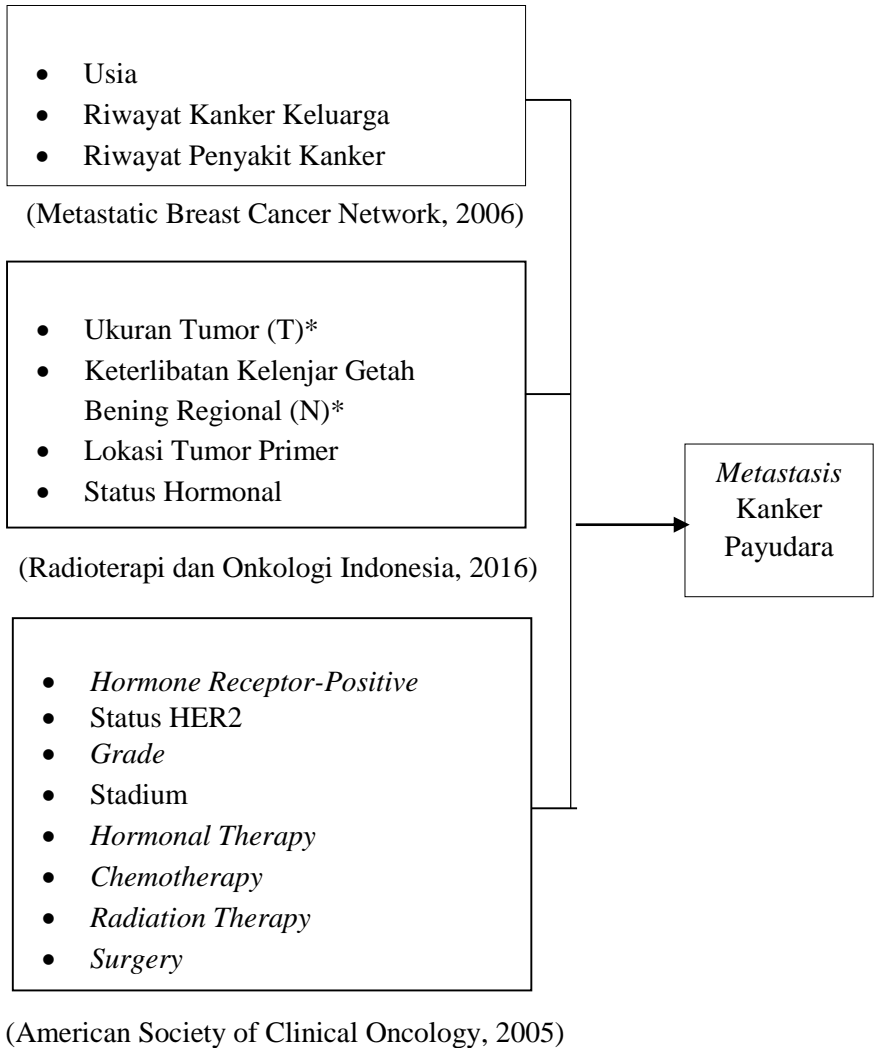 • Usia
• Riwayat Kanker Keluarga
• Riwayat Penyakit Kanker
(Metastatic Breast Cancer Network, 2006)
• Ukuran Tumor (T)*
• Keterlibatan Kelenjar Getah
Bening Regional (N)*
• Lokasi Tumor Primer
• Status Hormonal
(Radioterapi dan Onkologi Indonesia, 2016)
Metastasis
Kanker
Payudara
• Hormone Receptor-Positive
• Status HER2
• Grade
• Stadium
• Hormonal Therapy
• Chemotherapy
• Radiation Therapy
• Surgery
(American Society of Clinical Oncology, 2005)